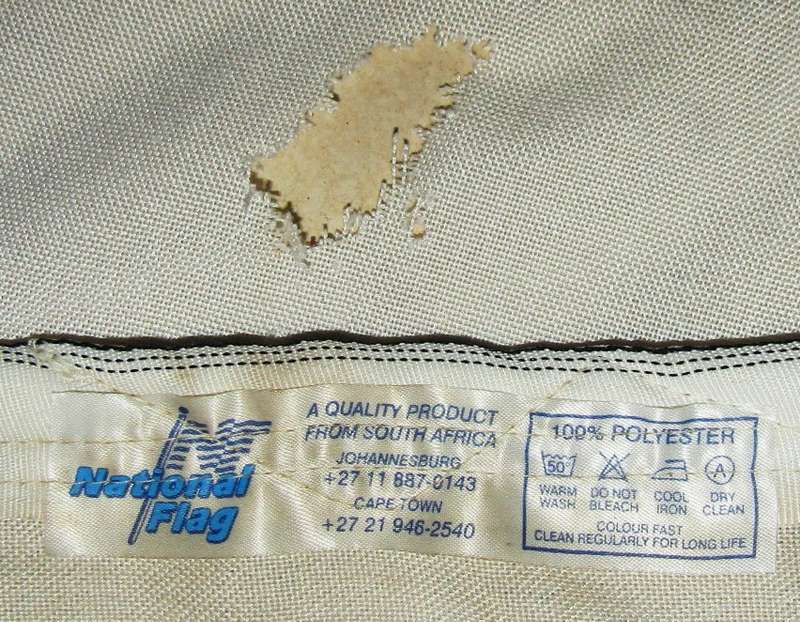 National
Flag
A QUALITY PRODUCT
FROM SOUTH AFRICA
JOHANNESBURG
+27 11 887-0143
CAPE TOWN
+27 21 946-2540
100% POLYESTER
50° A
WARM WASH
DO NOT BLEACH
COOL IRON
DRY CLEAN
COLOUR FAST
CLEAN REGULARLY FOR LONG LIFE